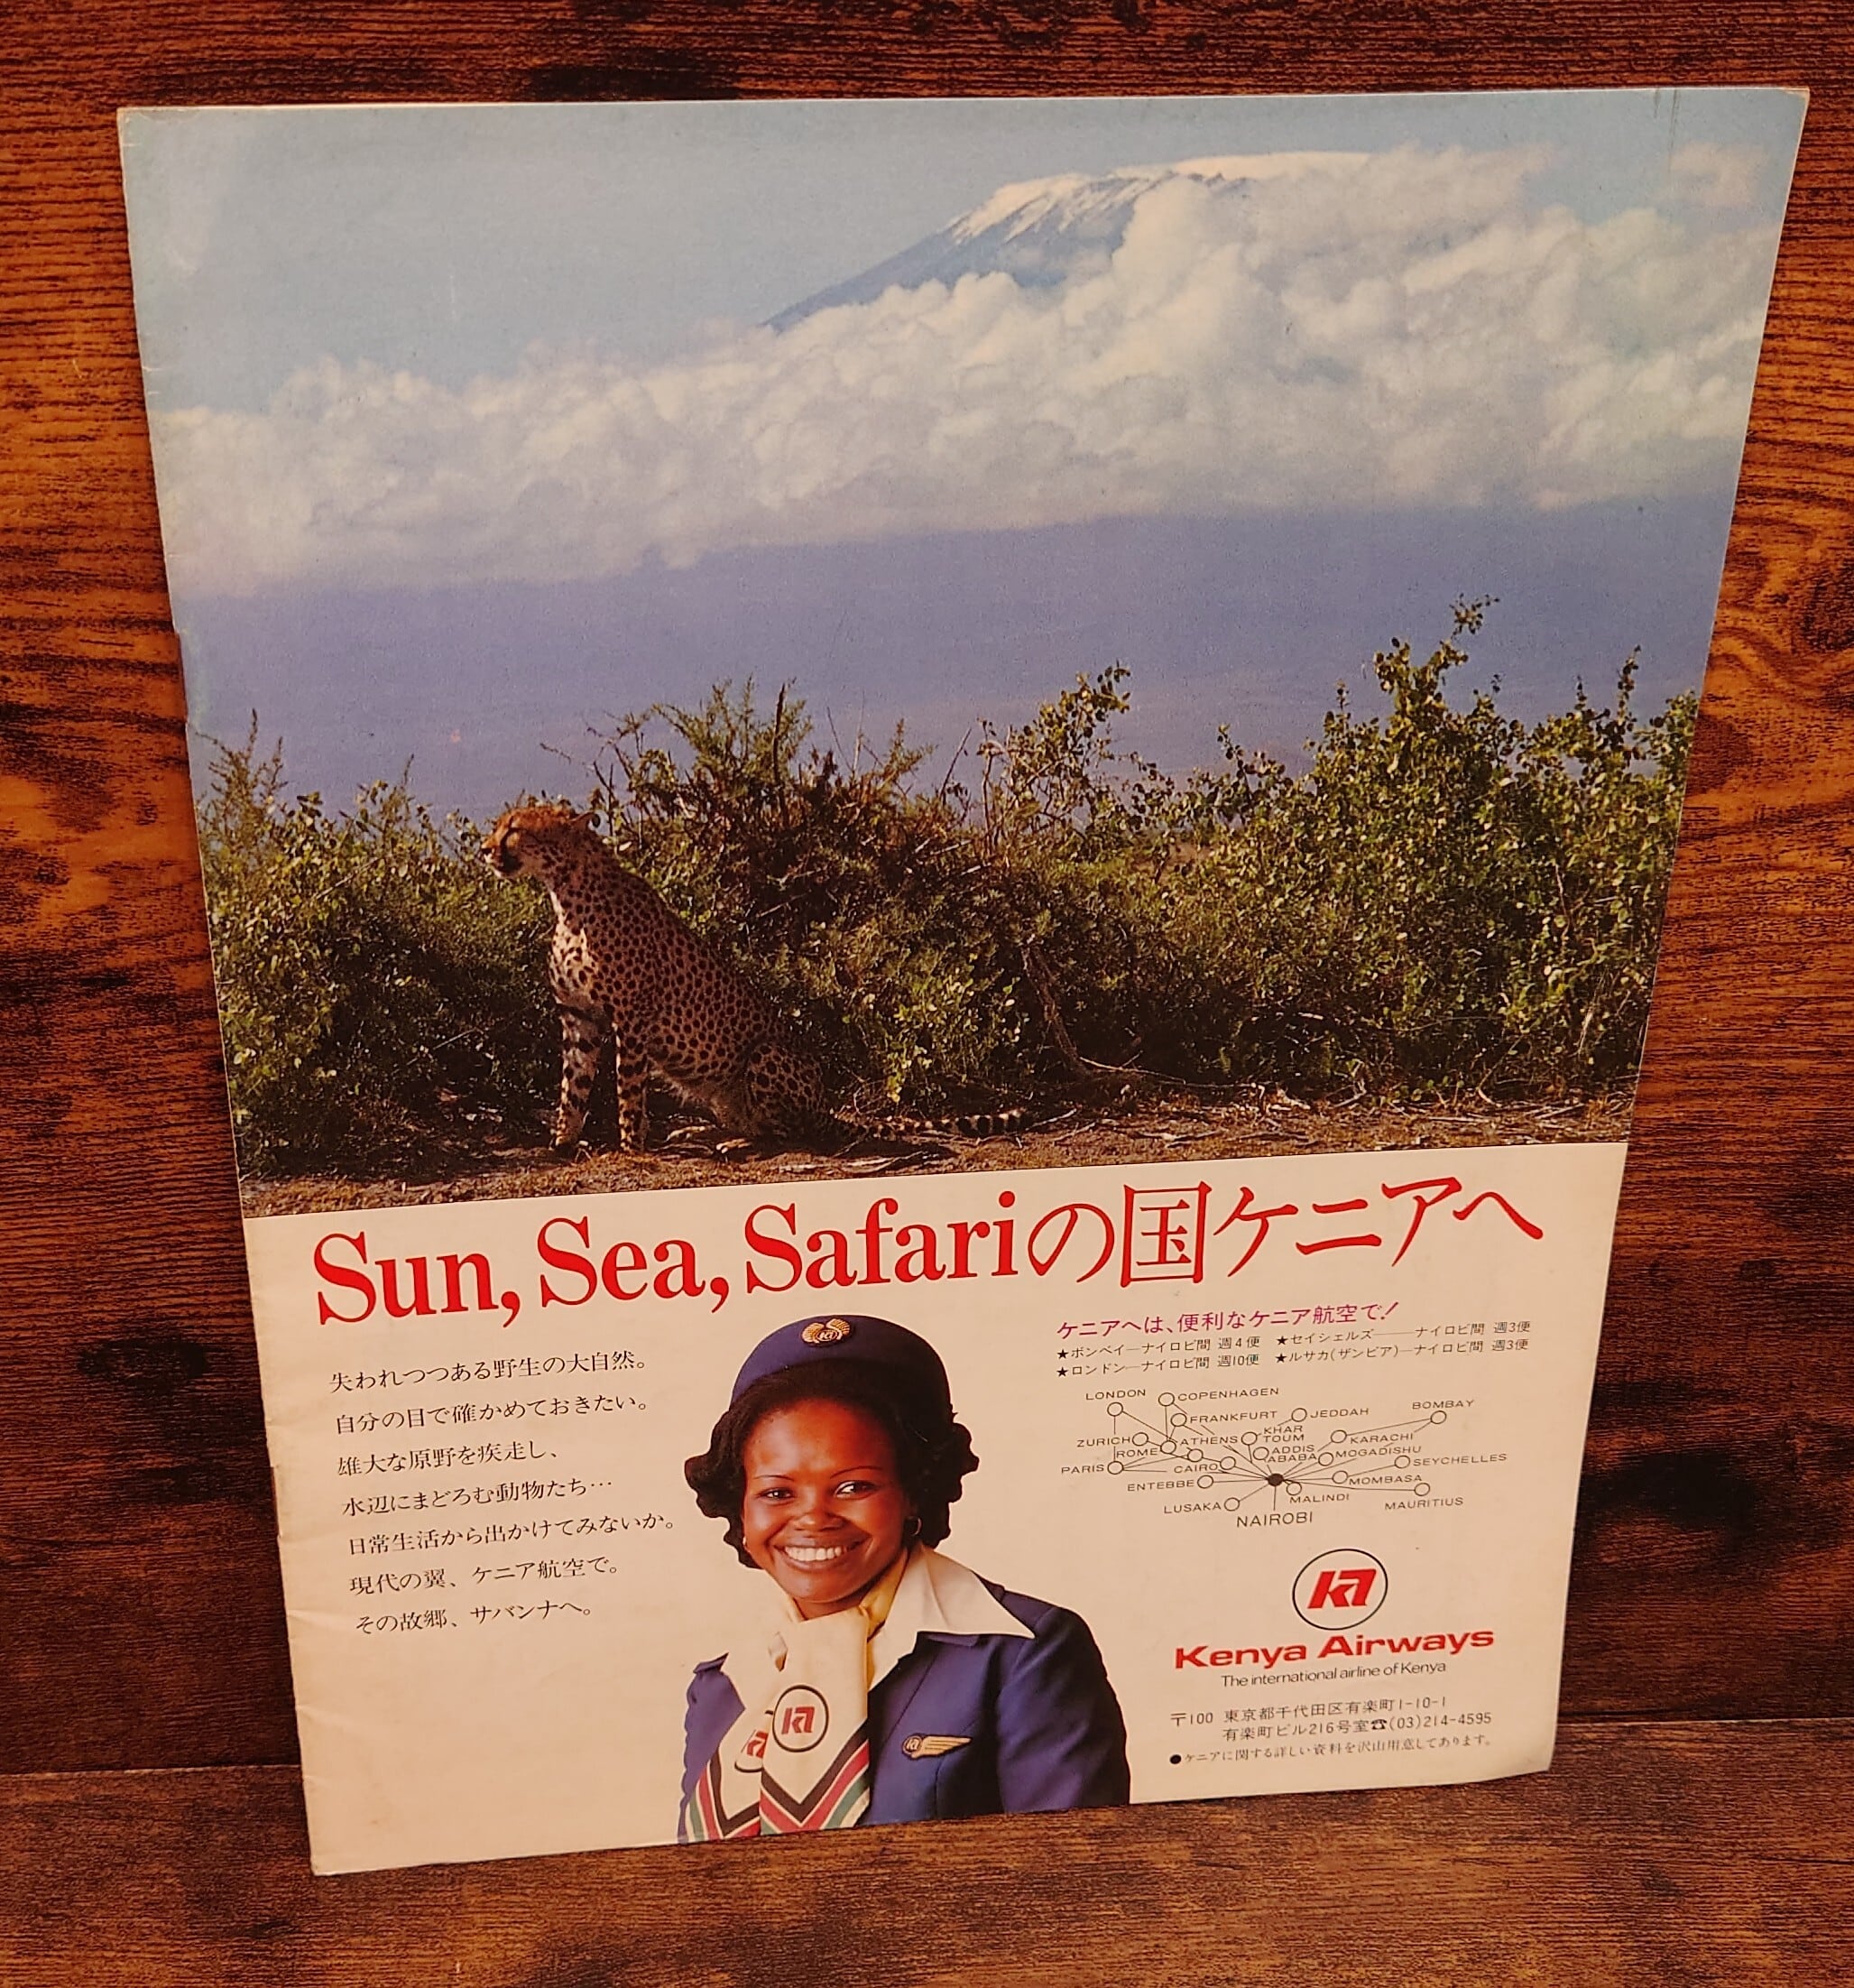 Sun, Sea, Safariの国ケニアへ
失われつつある野生の大自然。
自分の目で確かめておきたい。
雄大な原野を疾走し、
水辺にまどろむ動物たち…
日常生活から出かけてみないか。
現代の翼、ケニア航空で。
その故郷、サバンナへ。
ケニアへは、便利なケニア航空で!
★ボンベイ―ナイロビ間 週4便 ★セイシェルズ――ナイロビ間 週3便
★ロンドン―ナイロビ間 週10便 ★ルサカ(ザンビア)―ナイロビ間 週3便
LONDON
COPENHAGEN
FRANKFURT
JEDDAH
BOMBAY
ZURICH
ROME
ATHENS
KHAR
TOUM
KARACHI
ADDIS
ABABA
MOGADISHU
PARIS
CAIRO
SEYCHELLES
ENTEBBE
MOMBASA
LUSAKA
MALINDI
MAURITIUS
NAIROBI
Kenya Airways
The international airline of Kenya
〒100 東京都千代田区有楽町1-10-1
有楽町ビル216号室☎(03)214-4595
●ケニアに関する詳しい資料を沢山用意してあります。